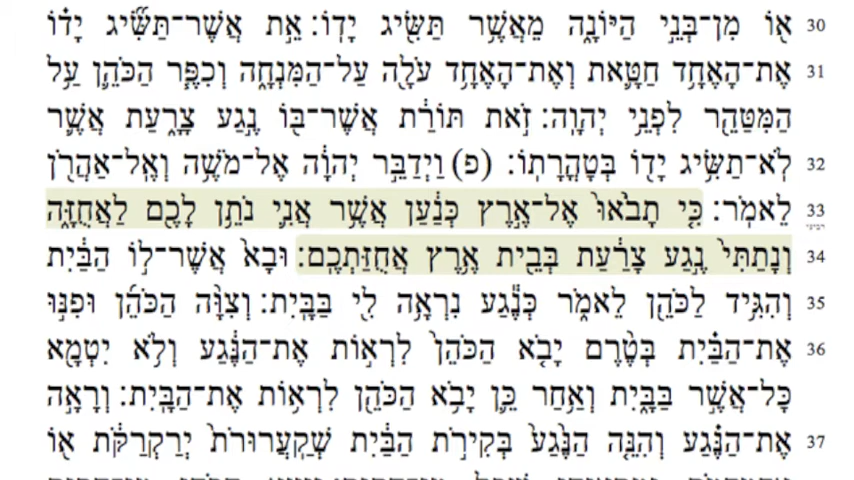 א֖וֹ מִן־בְּנֵ֣י הַיּוֹנָ֑ה מֵאֲשֶׁ֥ר תַּשִּׂ֖יג יָדֽוֹ׃ אֵ֣ת אֲשֶׁר־תַּשִּׂ֞יג יָד֗וֹ 30
אֶת־הָאֶחָ֥ד חַטָּ֛את וְאֶת־הָאֶחָ֥ד עֹלָ֖ה עַל־הַמִּנְחָ֑ה וְכִפֶּ֧ר הַכֹּהֵ֛ן עַ֥ל 31
הַמִּטַּהֵ֖ר לִפְנֵ֥י יְהוָֽה׃ זֹ֣את תּוֹרַ֔ת אֲשֶׁר־בּ֖וֹ נֶ֣גַע צָרָ֑עַת אֲשֶׁ֛ר
לֹֽא־תַשִּׂ֥יג יָד֖וֹ בְּטָהֳרָתֽוֹ׃ (פ) וַיְדַבֵּ֣ר יְהוָ֔ה אֶל־מֹשֶׁ֥ה וְאֶֽל־אַהֲרֹ֖ן 32
לֵאמֹֽר׃ כִּ֤י תָבֹ֙אוּ֙ אֶל־אֶ֣רֶץ כְּנַ֔עַן אֲשֶׁ֥ר אֲנִ֛י נֹתֵ֥ן לָכֶ֖ם לַאֲחֻזָּ֑ה 33
וְנָתַתִּי֙ נֶ֣גַע צָרַ֔עַת בְּבֵ֖ית אֶ֥רֶץ אֲחֻזַּתְכֶֽם׃ וּבָא֙ אֲשֶׁר־ל֣וֹ הַבַּ֔יִת 34
וְהִגִּ֥יד לַכֹּהֵ֖ן לֵאמֹ֑ר כְּנֶ֕גַע נִרְאָ֥ה לִ֖י בַּבָּֽיִת׃ וְצִוָּ֨ה הַכֹּהֵ֜ן וּפִנּ֣וּ 35
אֶת־הַבַּ֗יִת בְּטֶ֨רֶם יָבֹ֤א הַכֹּהֵן֙ לִרְא֣וֹת אֶת־הַנֶּ֔גַע וְלֹ֥א יִטְמָ֖א 36
כָּל־אֲשֶׁ֣ר בַּבָּ֑יִת וְאַ֥חַר כֵּ֛ן יָבֹ֥א הַכֹּהֵ֖ן לִרְא֥וֹת אֶת־הַבָּֽיִת׃ וְרָאָ֣ה
אֶת־הַנֶּ֗גַע וְהִנֵּ֤ה הַנֶּ֙גַע֙ בְּקִירֹ֣ת הַבַּ֔יִת שְׁקַֽעֲרוּרֹת֙ יְרַקְרַקֹּ֔ת א֖וֹ 37